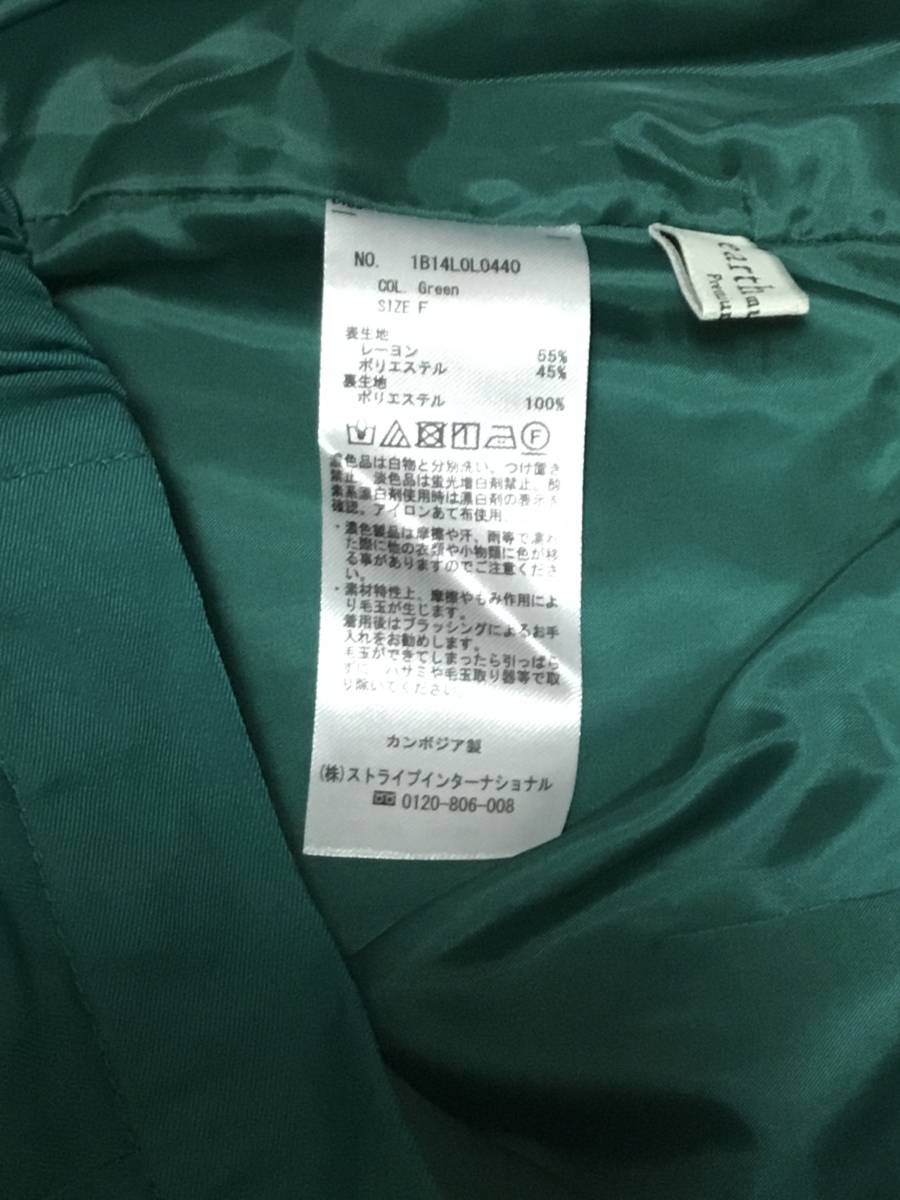 NO. 1B14L0L0440
COL. Green
SIZE F
表生地
レーヨン 55%
ポリエステル 45%
裏生地
ポリエステル 100%
F
濃色品は白物と分別洗い。つけ置き
禁止。淡色品は蛍光増白剤禁止。酸
素系漂白剤使用時は漂白剤の表示を
確認。アイロンあて布使用。
・濃色製品は摩擦や汗、雨等で濡れ
た際に他の衣類や小物類に色が移
る事がありますのでご注意くださ
い。
・素材特性上、摩擦やもみ作用によ
り毛玉が生じます。
着用後はブラッシングによるお手
入れをお勧めします。
毛玉ができてしまったら引っぱら
ずに、ハサミや毛玉取り器等で取
り除いてください。
カンボジア製
(株)ストライプインターナショナル
0120-806-008
earth